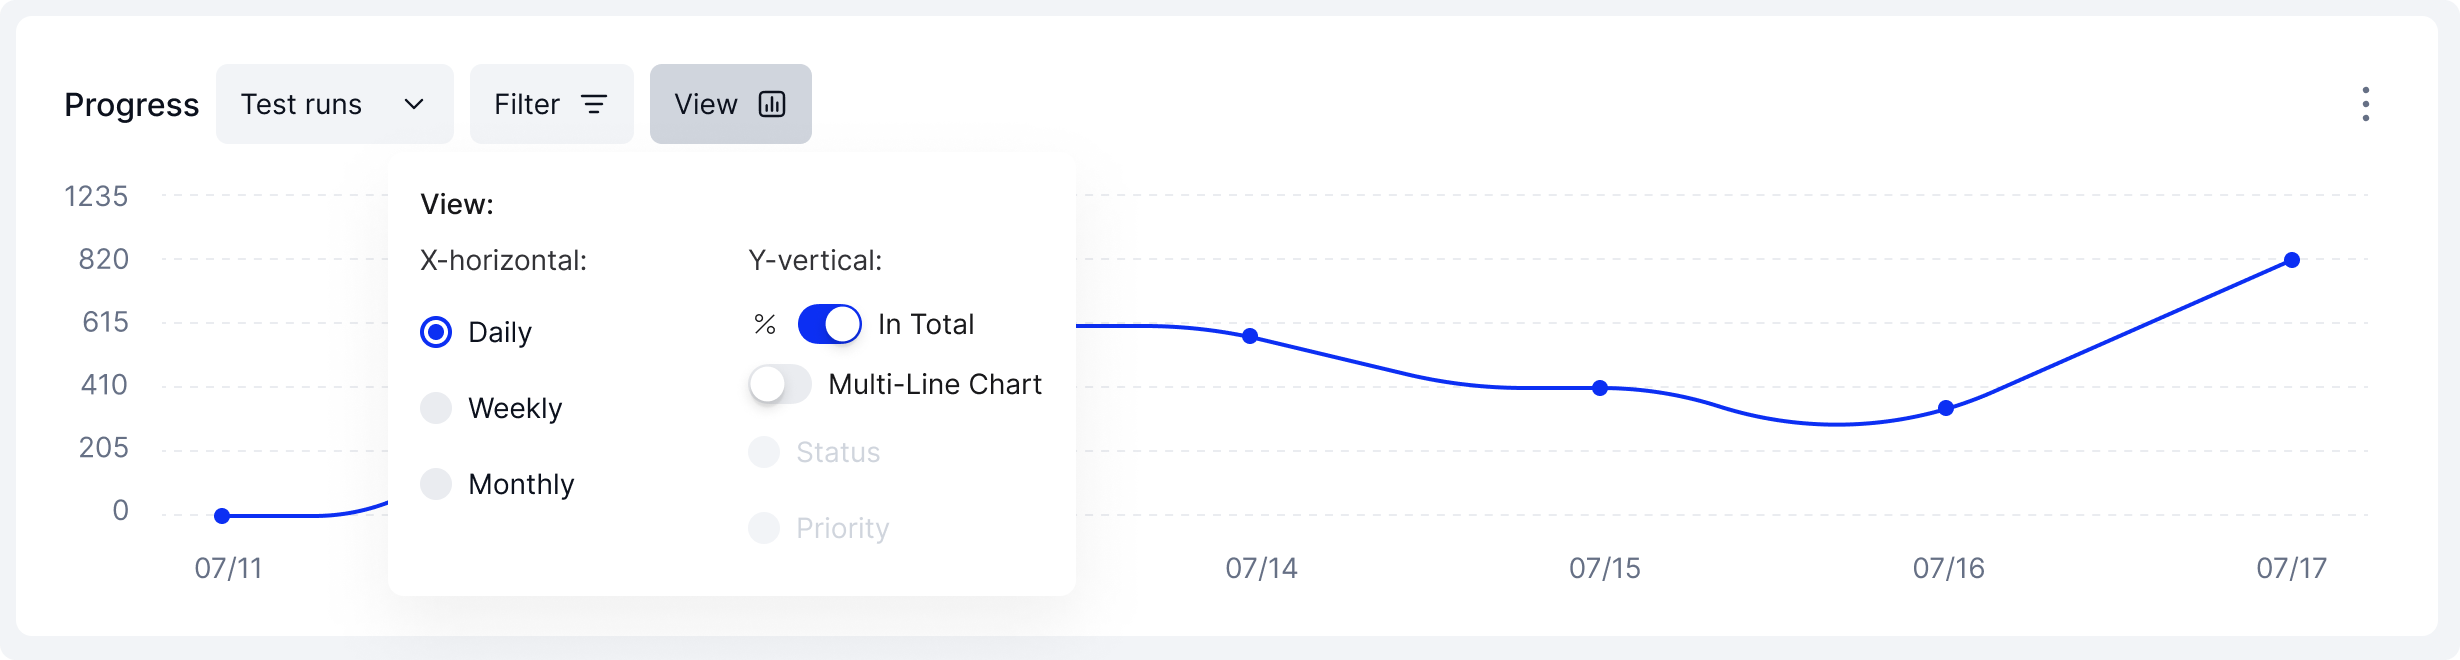 Progress Test runs Filter View
1235
820
615
410
205
0
View:
X-horizontal:
Daily
Weekly
Monthly
Y-vertical:
% In Total
Multi-Line Chart
Status
Priority
07/11 07/14 07/15 07/16 07/17